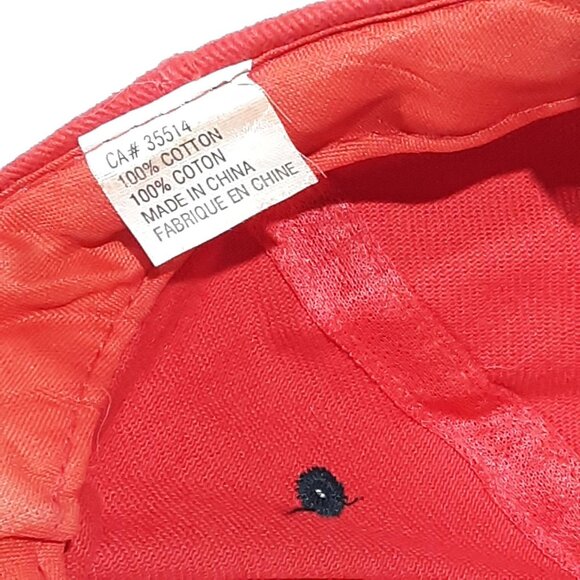 CA# 35514
100% COTTON
100% COTON
MADE IN CHINA
FABRIQUE EN CHINE